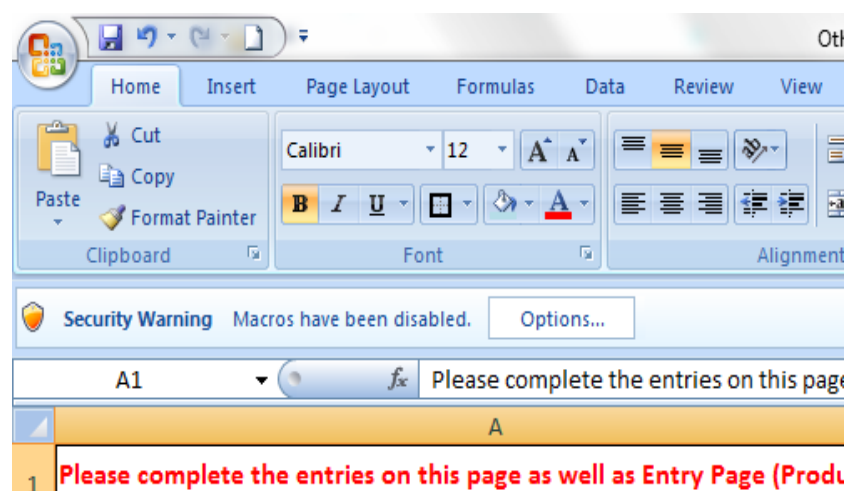 Home Insert Page Layout Formulas Data Review View
Cut
Calibri 12 A A
Copy
Paste
Format Painter
B I U A
Clipboard Font Alignment
Security Warning Macros have been disabled. Options...
A1 fx Please complete the entries on this page
A
1 Please complete the entries on this page as well as Entry Page (Produ